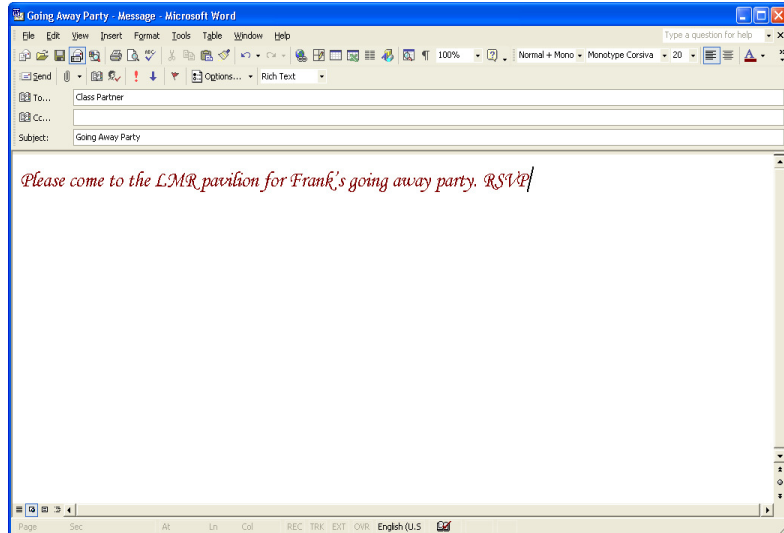 Going Away Party - Message - Microsoft Word
File Edit View Insert Format Tools Table Window Help Type a question for help
100% Normal + Mono Monotype Corsiva 20
Send Options... Rich Text
To... Class Partner
Cc...
Subject: Going Away Party
Please come to the LMR pavilion for Frank's going away party. RSVP
Page Sec At Ln Col REC TRK EXT OVR English (U.S